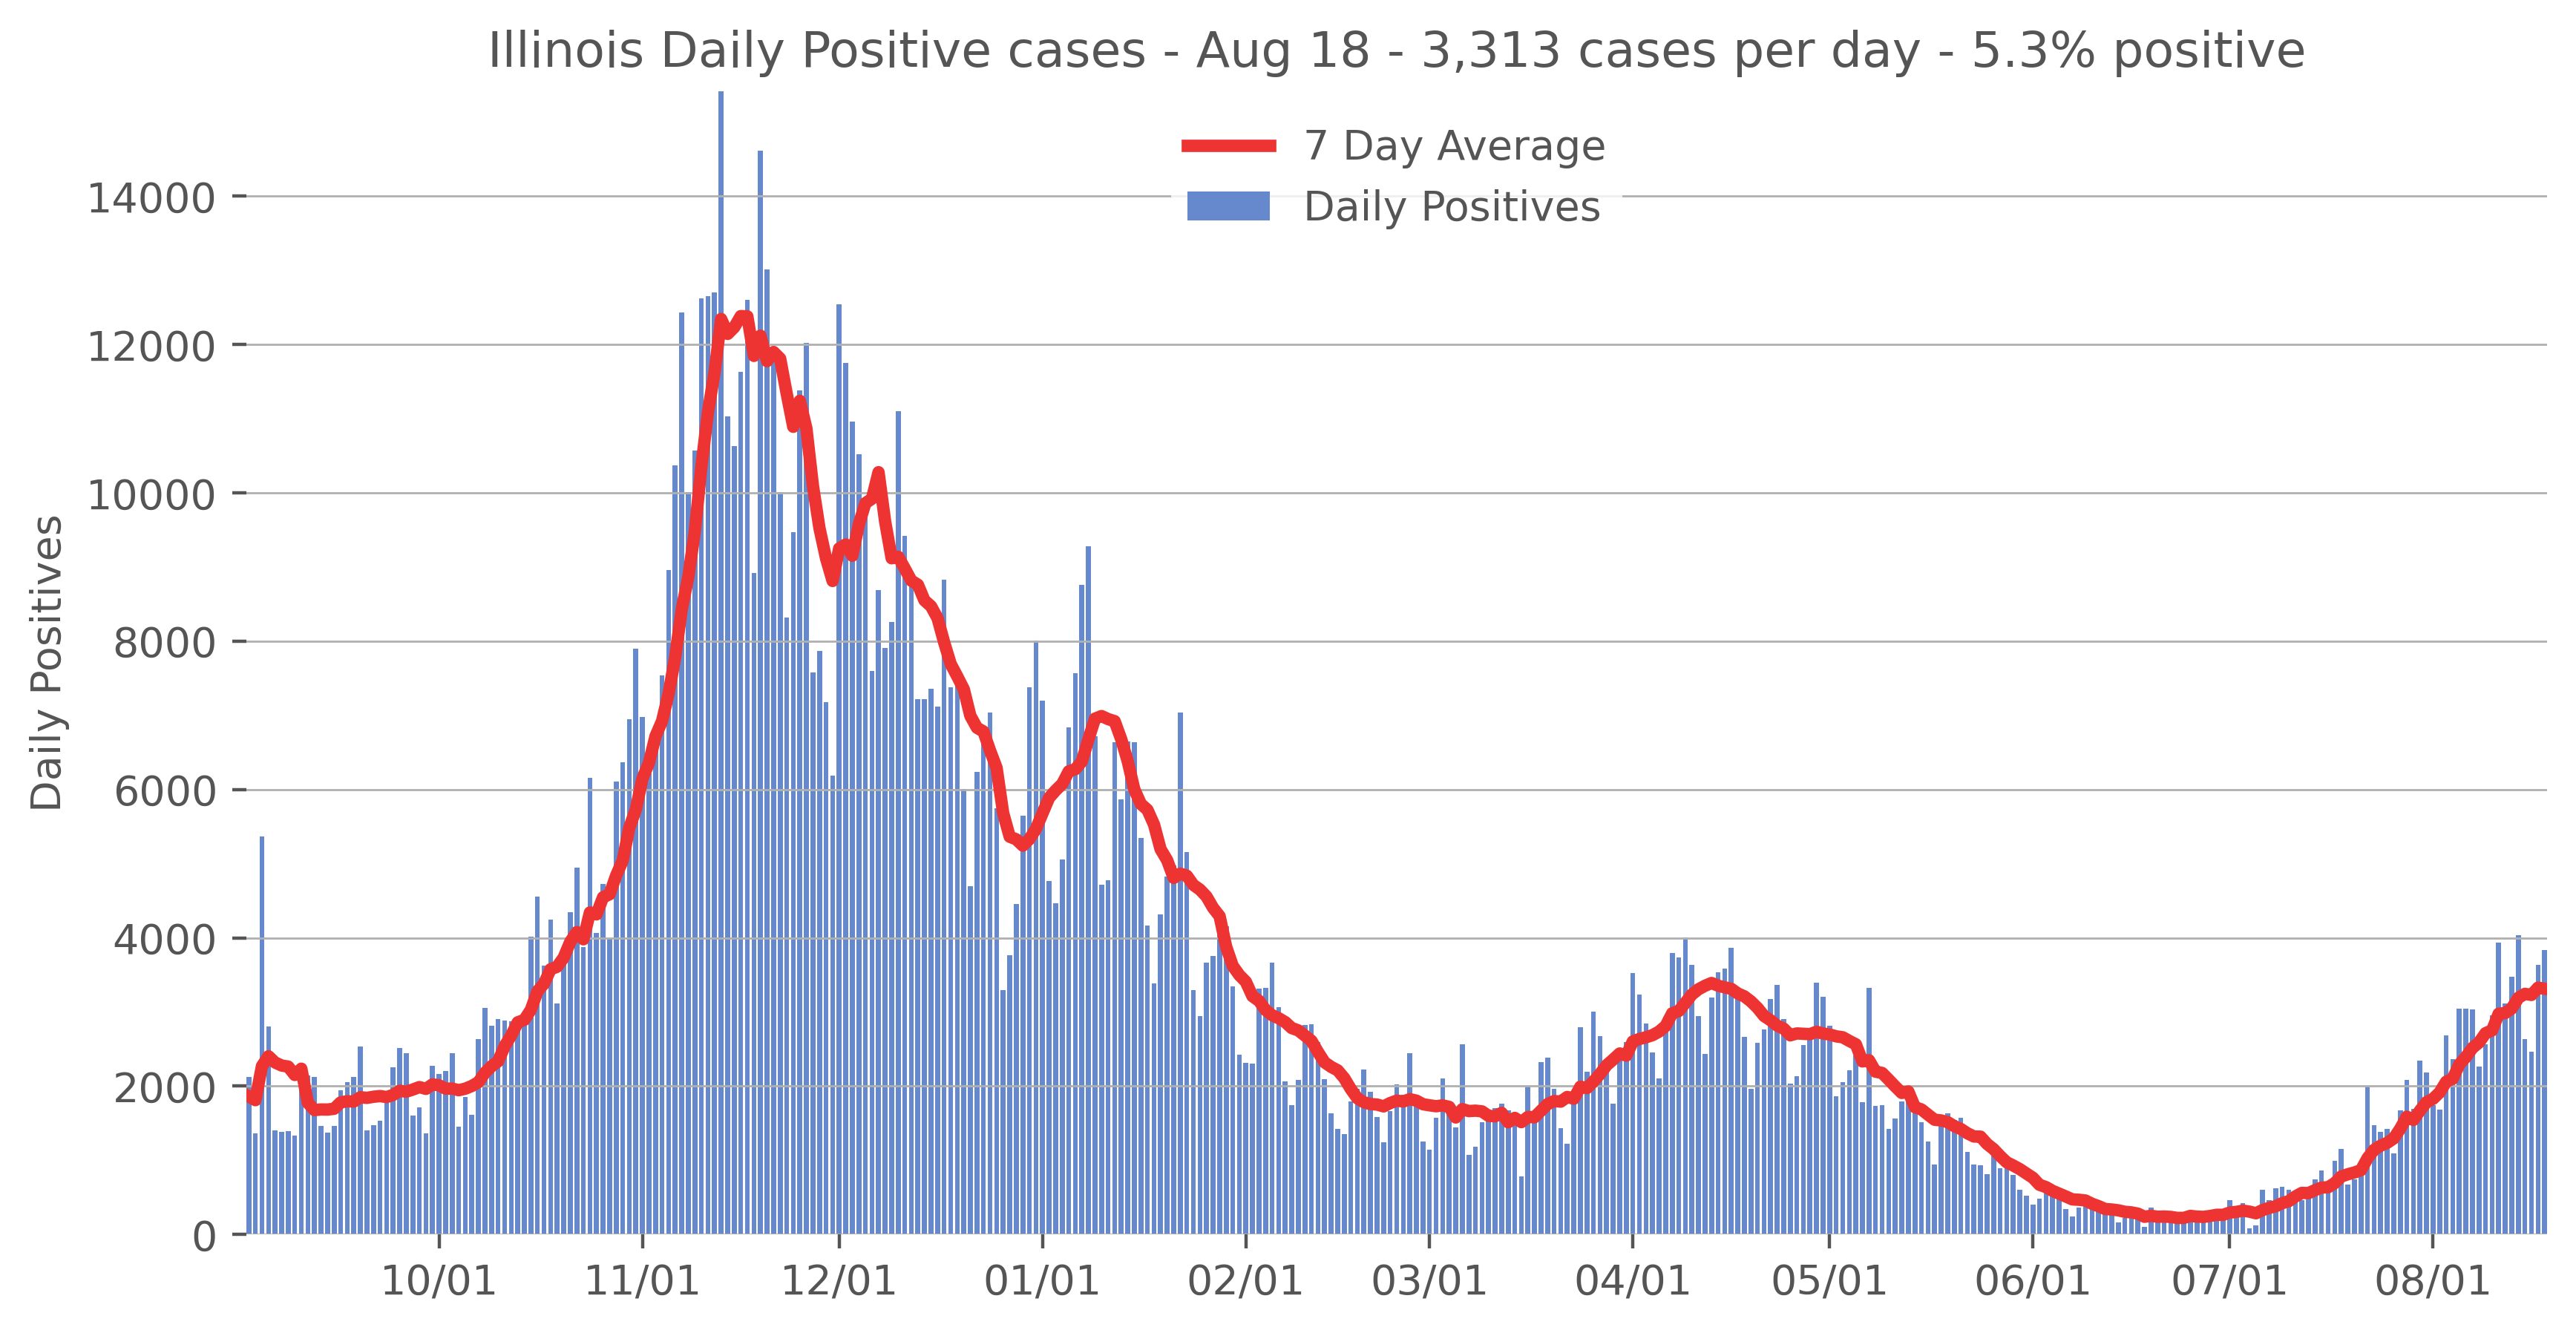 Illinois Daily Positive cases - Aug 18 - 3,313 cases per day - 5.3% positive
7 Day Average
Daily Positives
14000
12000
10000
8000
6000
4000
2000
0
Daily Positives
10/01 11/01 12/01 01/01 02/01 03/01 04/01 05/01 06/01 07/01 08/01